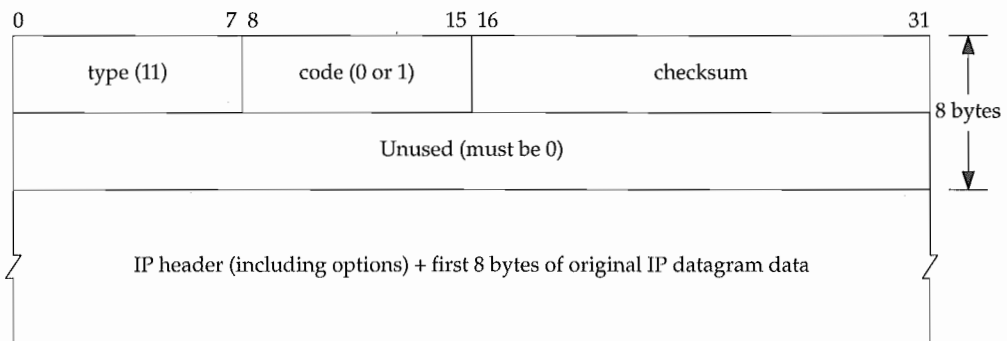 0 7 8 15 16 31
type (11) code (0 or 1) checksum
8 bytes
Unused (must be 0)
IP header (including options) + first 8 bytes of original IP datagram data